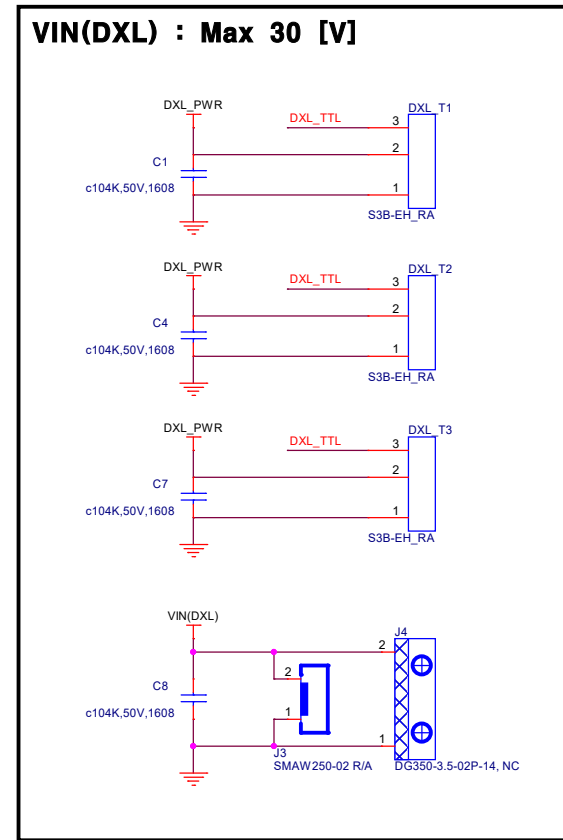 VIN(DXL) : Max 30 [V]
DXL_PWR
DXL_TTL
DXL_T1
3
2
C1
c104K,50V,1608
1
S3B-EH_RA
DXL_PWR
DXL_TTL
DXL_T2
3
2
C4
c104K,50V,1608
1
S3B-EH_RA
DXL_PWR
DXL_TTL
DXL_T3
3
2
C7
c104K,50V,1608
1
S3B-EH_RA
VIN(DXL)
J4
2
2
C8
c104K,50V,1608
1
1
J3
SMAW250-02 R/A
DG350-3.5-02P-14, NC